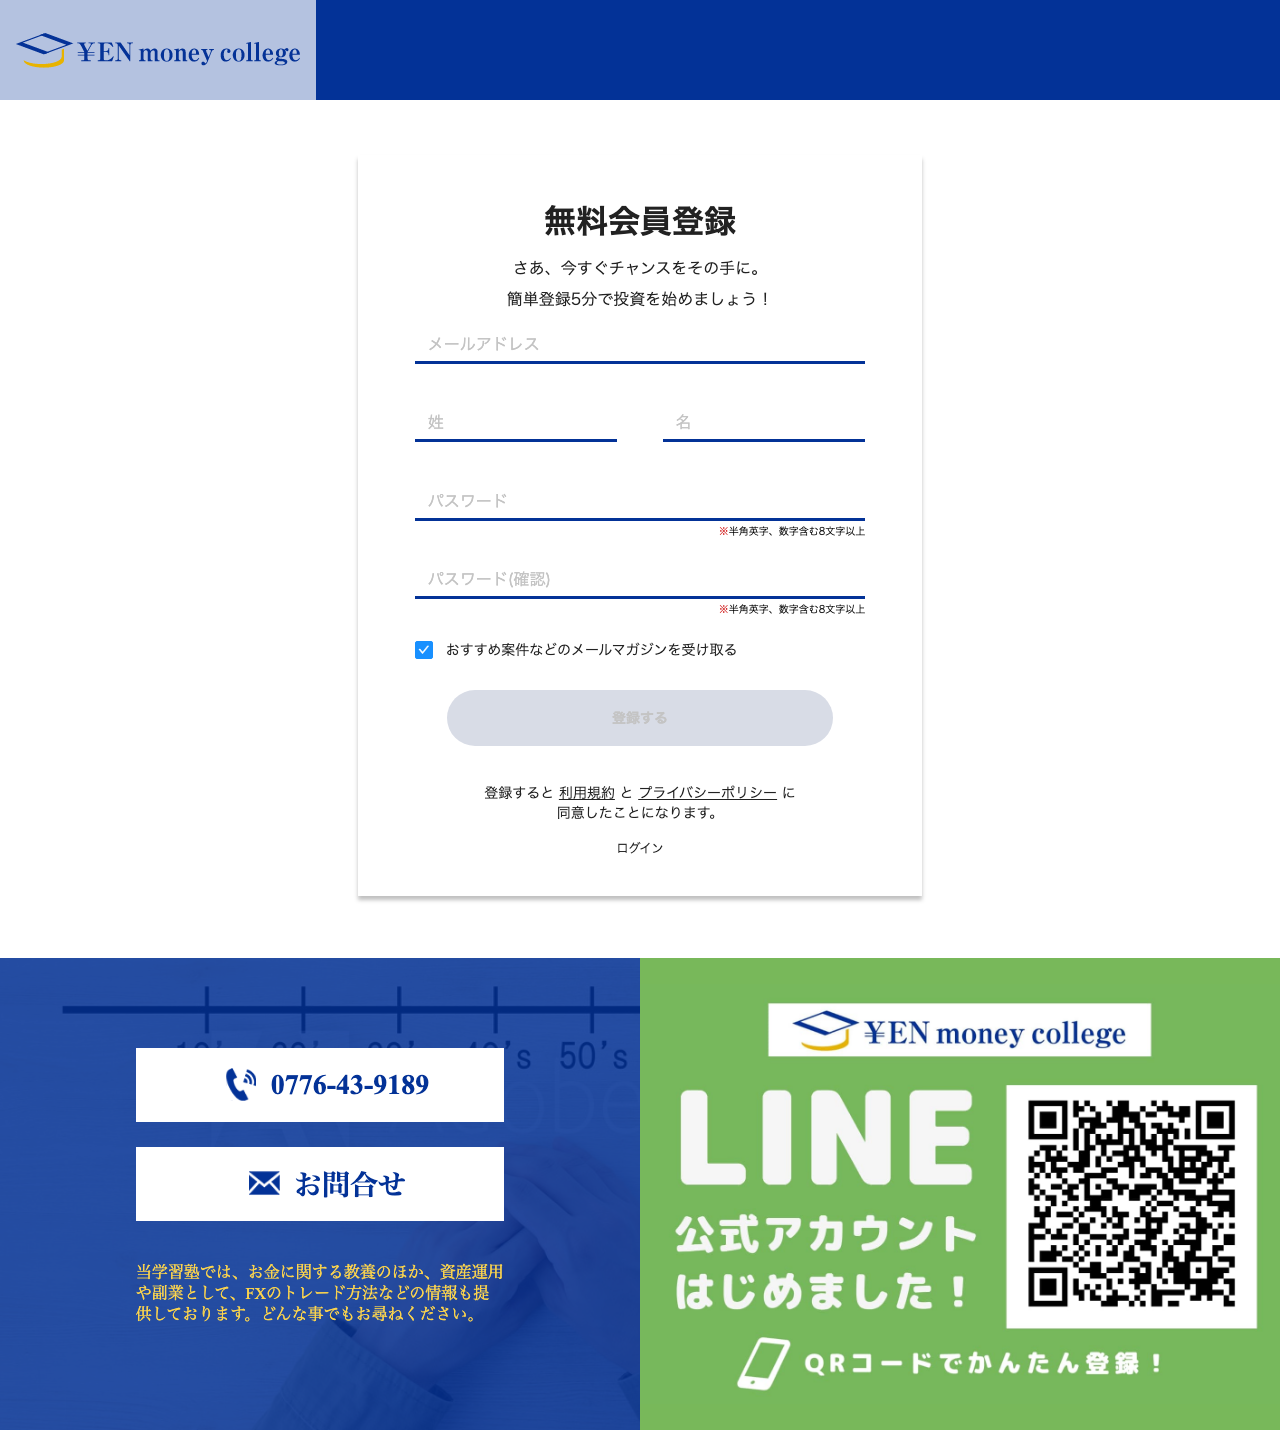 ¥EN money college
無料会員登録
さあ、今すぐチャンスをその手に。
簡単登録5分で投資を始めましょう！
メールアドレス
姓
名
パスワード
※半角英字、数字含む8文字以上
パスワード(確認)
※半角英字、数字含む8文字以上
おすすめ案件などのメールマガジンを受け取る
登録する
登録すると 利用規約 と プライバシーポリシー に
同意したことになります。
ログイン
50's
0776-43-9189
お問合せ
当学習塾では、お金に関する教養のほか、資産運用
や副業として、FXのトレード方法などの情報も提
供しております。どんな事でもお尋ねください。
¥EN money college
LINE
公式アカウント
はじめました！
QRコードでかんたん登録！